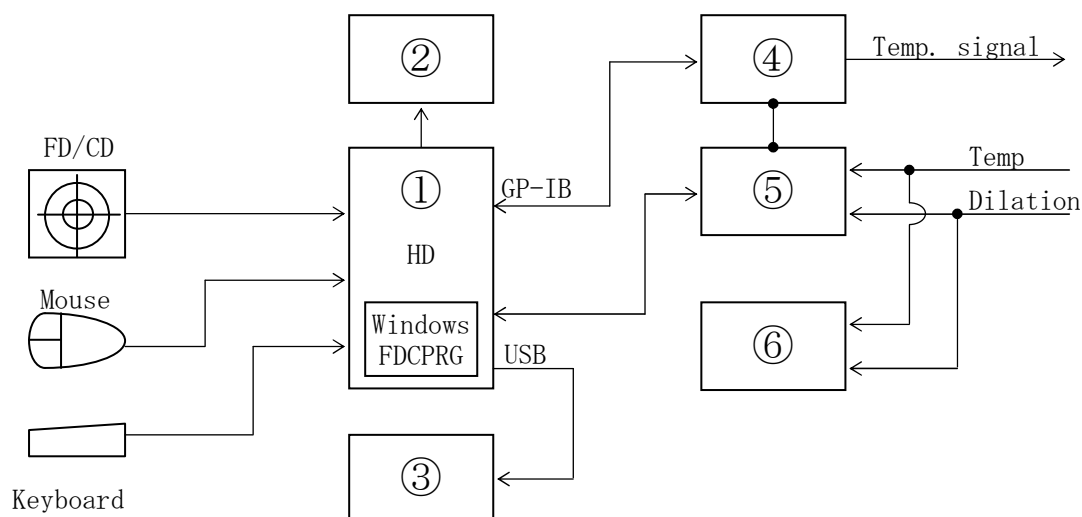 ②
④
Temp. signal
FD/CD
①
GP-IB
⑤
Temp
Dilation
HD
Mouse
Windows
FDCPRG
⑥
USB
③
Keyboard